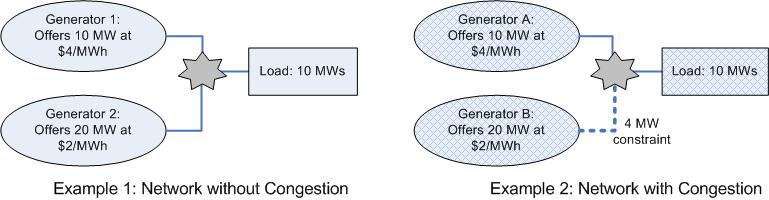 Generator 1:
Offers 10 MW at
$4/MWh
Load: 10 MWs
Generator 2:
Offers 20 MW at
$2/MWh
Example 1: Network without Congestion
Generator A:
Offers 10 MW at
$4/MWh
Load: 10 MWs
Generator B:
Offers 20 MW at
$2/MWh
4 MW
constraint
Example 2: Network with Congestion